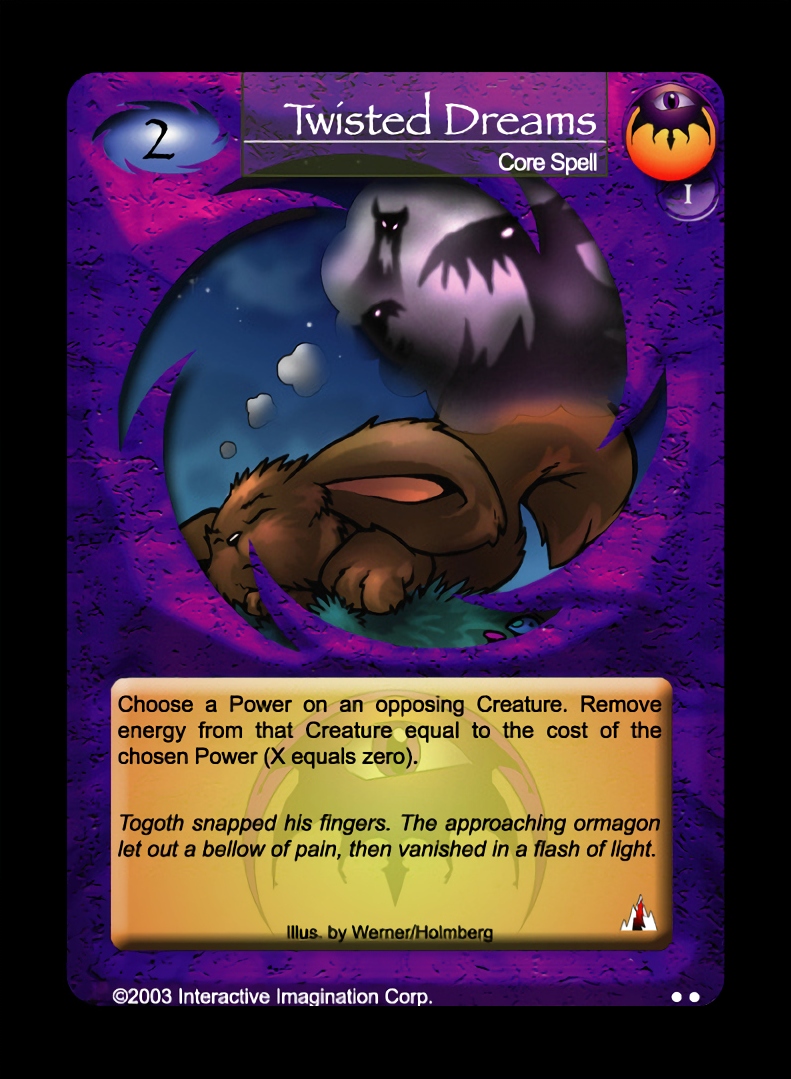 2
Twisted Dreams
Core Spell
I
Choose a Power on an opposing Creature. Remove
energy from that Creature equal to the cost of the
chosen Power (X equals zero).
Togoth snapped his fingers. The approaching ormagon
let out a bellow of pain, then vanished in a flash of light.
Illus. by Werner/Holmberg
©2003 Interactive Imagination Corp.